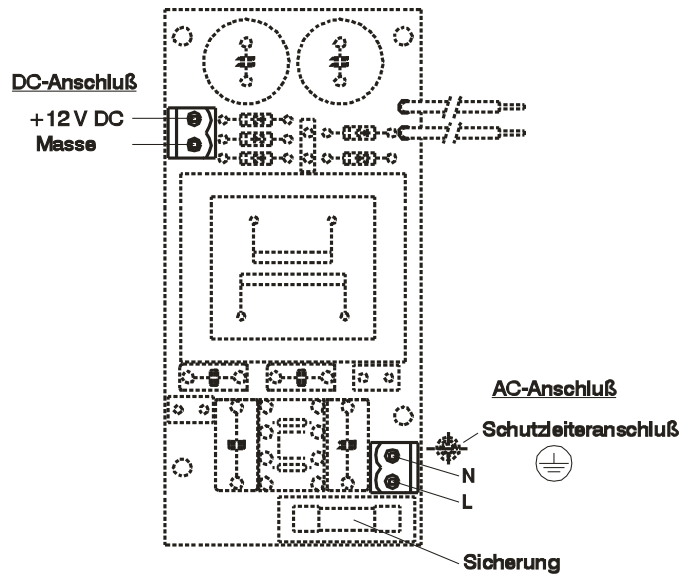 DC-Anschluß
+12 V DC
Masse
AC-Anschluß
Schutzleiteranschluß
N
L
Sicherung